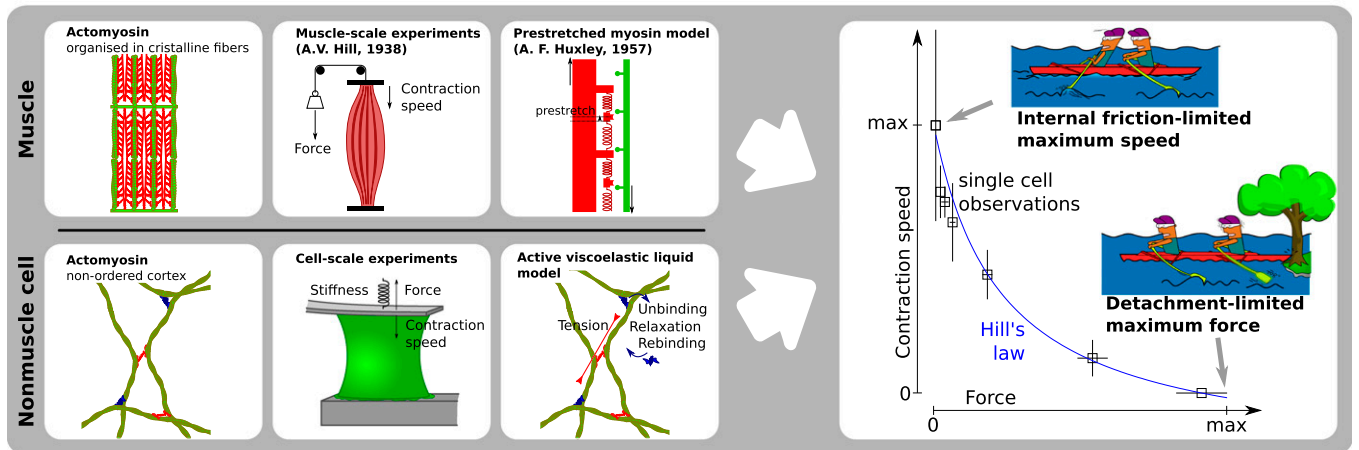 Muscle
Actomyosin
organised in cristalline fibers
Muscle-scale experiments
(A.V. Hill, 1938)
Contraction
speed
Force
Prestretched myosin model
(A. F. Huxley, 1957)
prestretch
Nonmuscle cell
Actomyosin
non-ordered cortex
Cell-scale experiments
Stiffness
Force
Contraction
speed
Active viscoelastic liquid
model
Unbinding
Tension
Relaxation
Rebinding
Contraction speed
max
0
Internal friction-limited
maximum speed
single cell
observations
Detachment-limited
maximum force
Hill's
law
Force
0
max